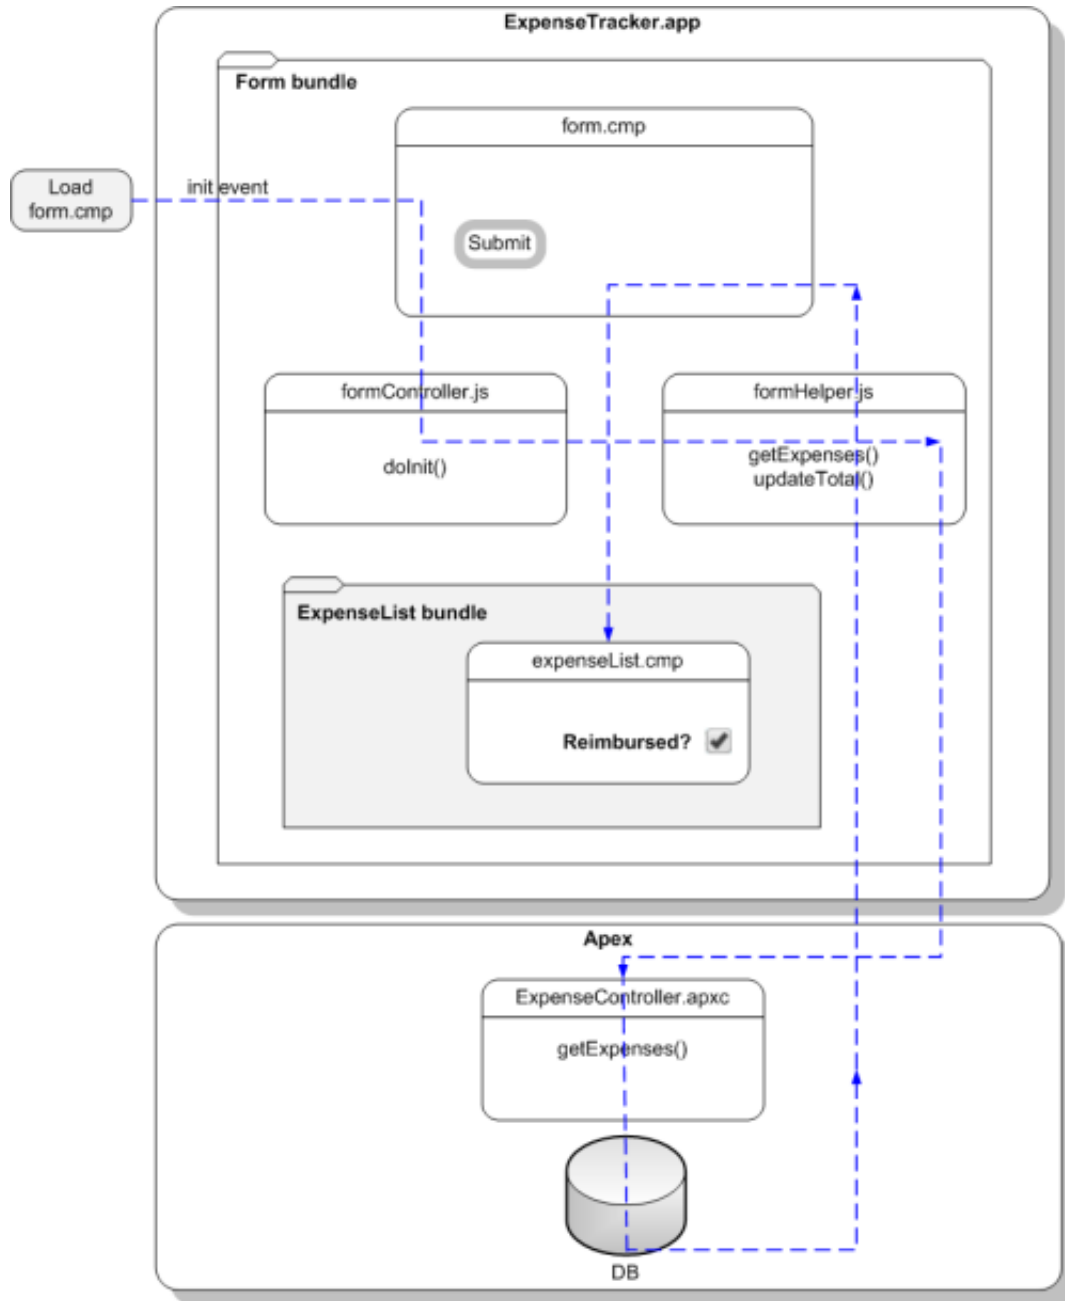 ExpenseTracker.app
Form bundle
form.cmp
Load
form.cmp
init event
Submit
formController.js
doInit()
formHelper.js
getExpenses()
updateTotal()
ExpenseList bundle
expenseList.cmp
Reimbursed?
Apex
ExpenseController.apxc
getExpenses()
DB